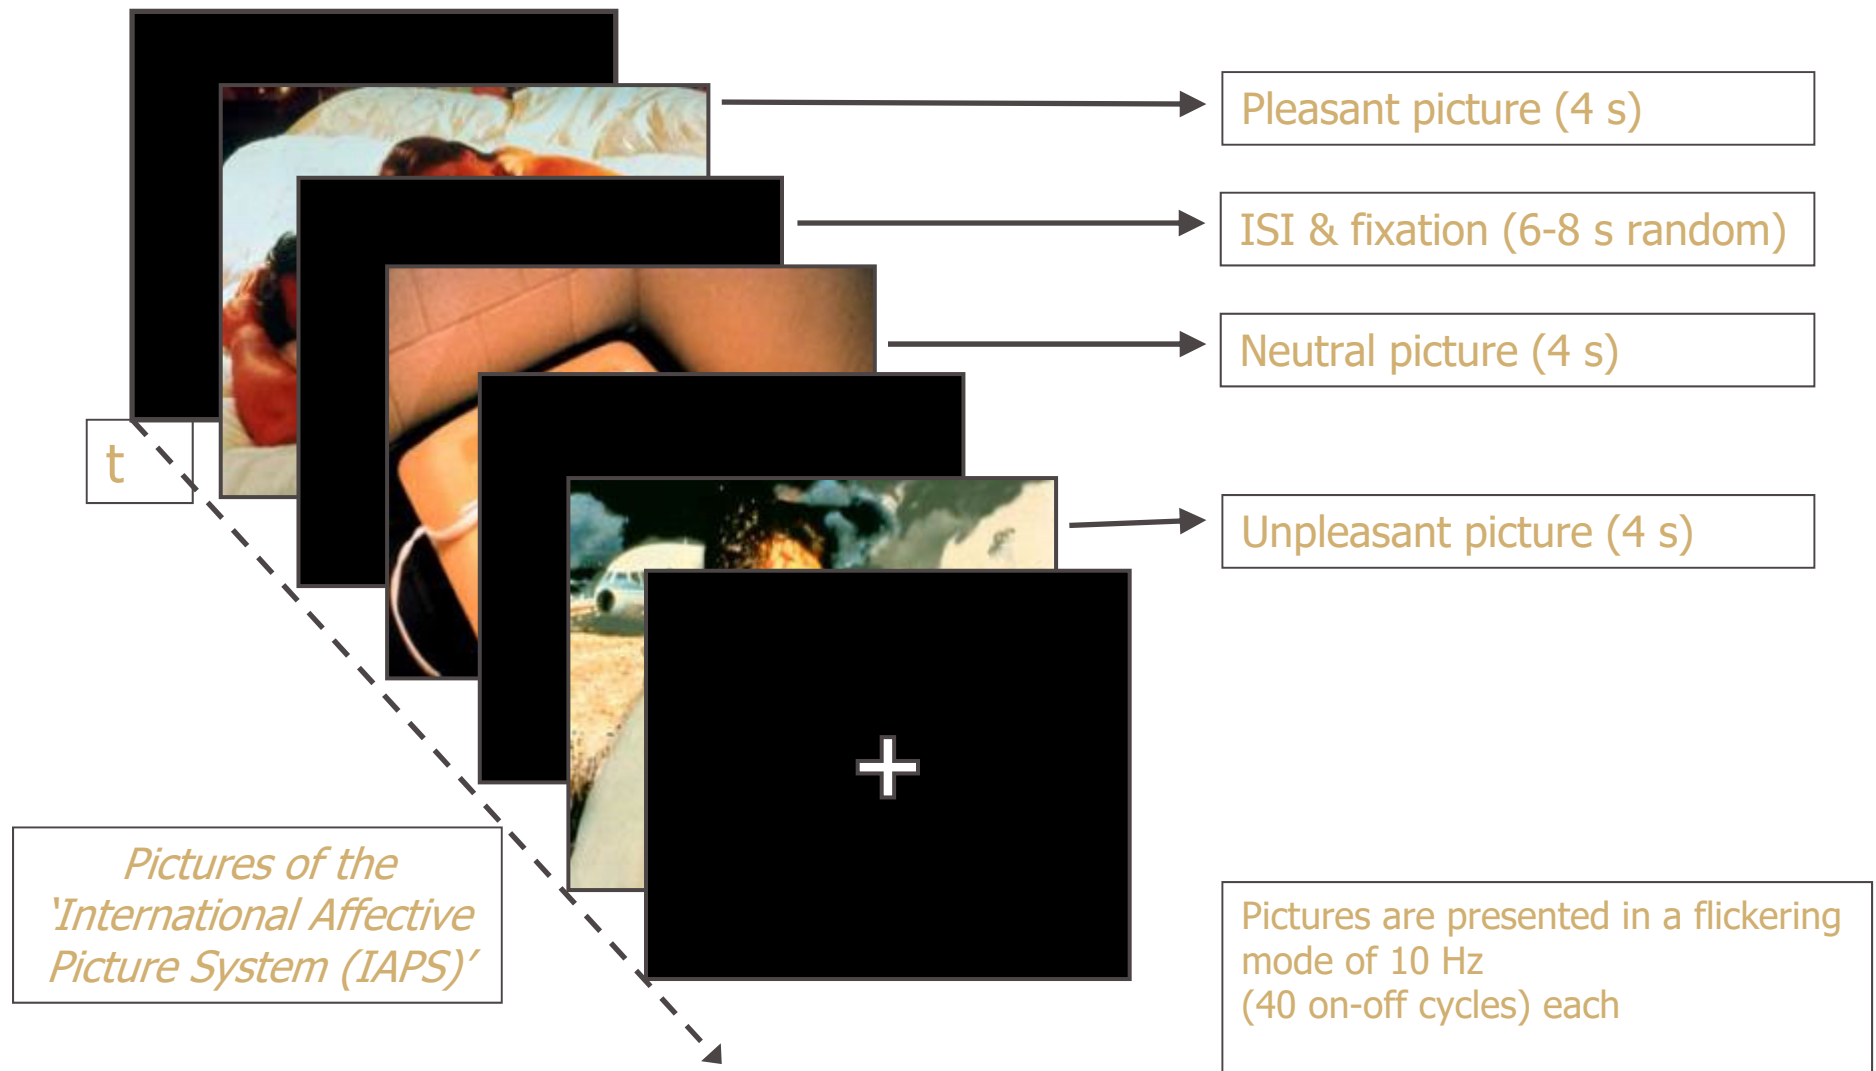 Pleasant picture (4 s)
ISI & fixation (6-8 s random)
Neutral picture (4 s)
t
Unpleasant picture (4 s)
Pictures of the
‘International Affective
Picture System (IAPS)’
Pictures are presented in a flickering
mode of 10 Hz
(40 on-off cycles) each